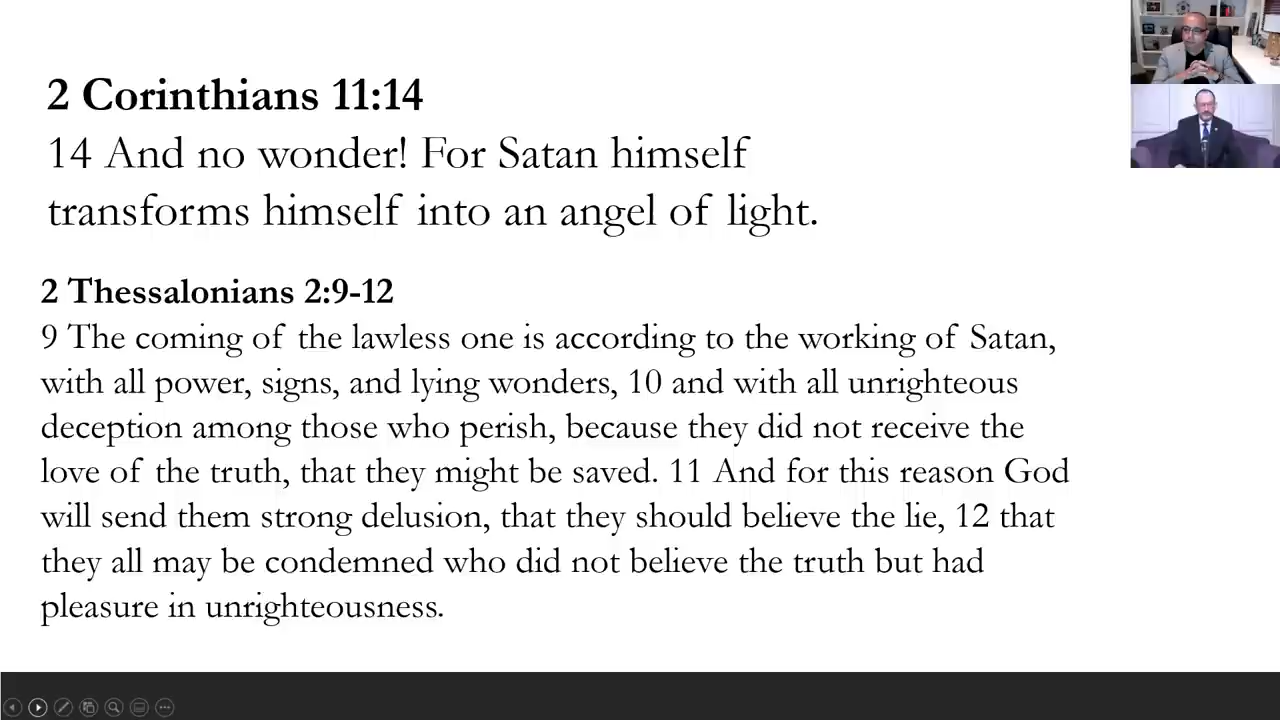 2 Corinthians 11:14
14 And no wonder! For Satan himself
transforms himself into an angel of light.
2 Thessalonians 2:9-12
9 The coming of the lawless one is according to the working of Satan,
with all power, signs, and lying wonders, 10 and with all unrighteous
deception among those who perish, because they did not receive the
love of the truth, that they might be saved. 11 And for this reason God
will send them strong delusion, that they should believe the lie, 12 that
they all may be condemned who did not believe the truth but had
pleasure in unrighteousness.